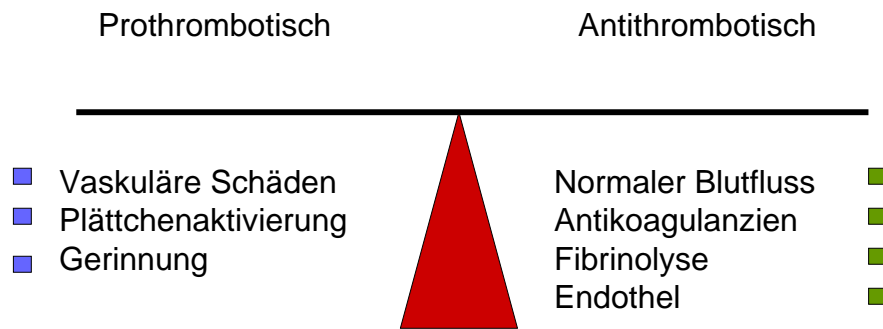 Prothrombotisch
Antithrombotisch
Vaskuläre Schäden
Plättchenaktivierung
Gerinnung
Normaler Blutfluss
Antikoagulanzien
Fibrinolyse
Endothel